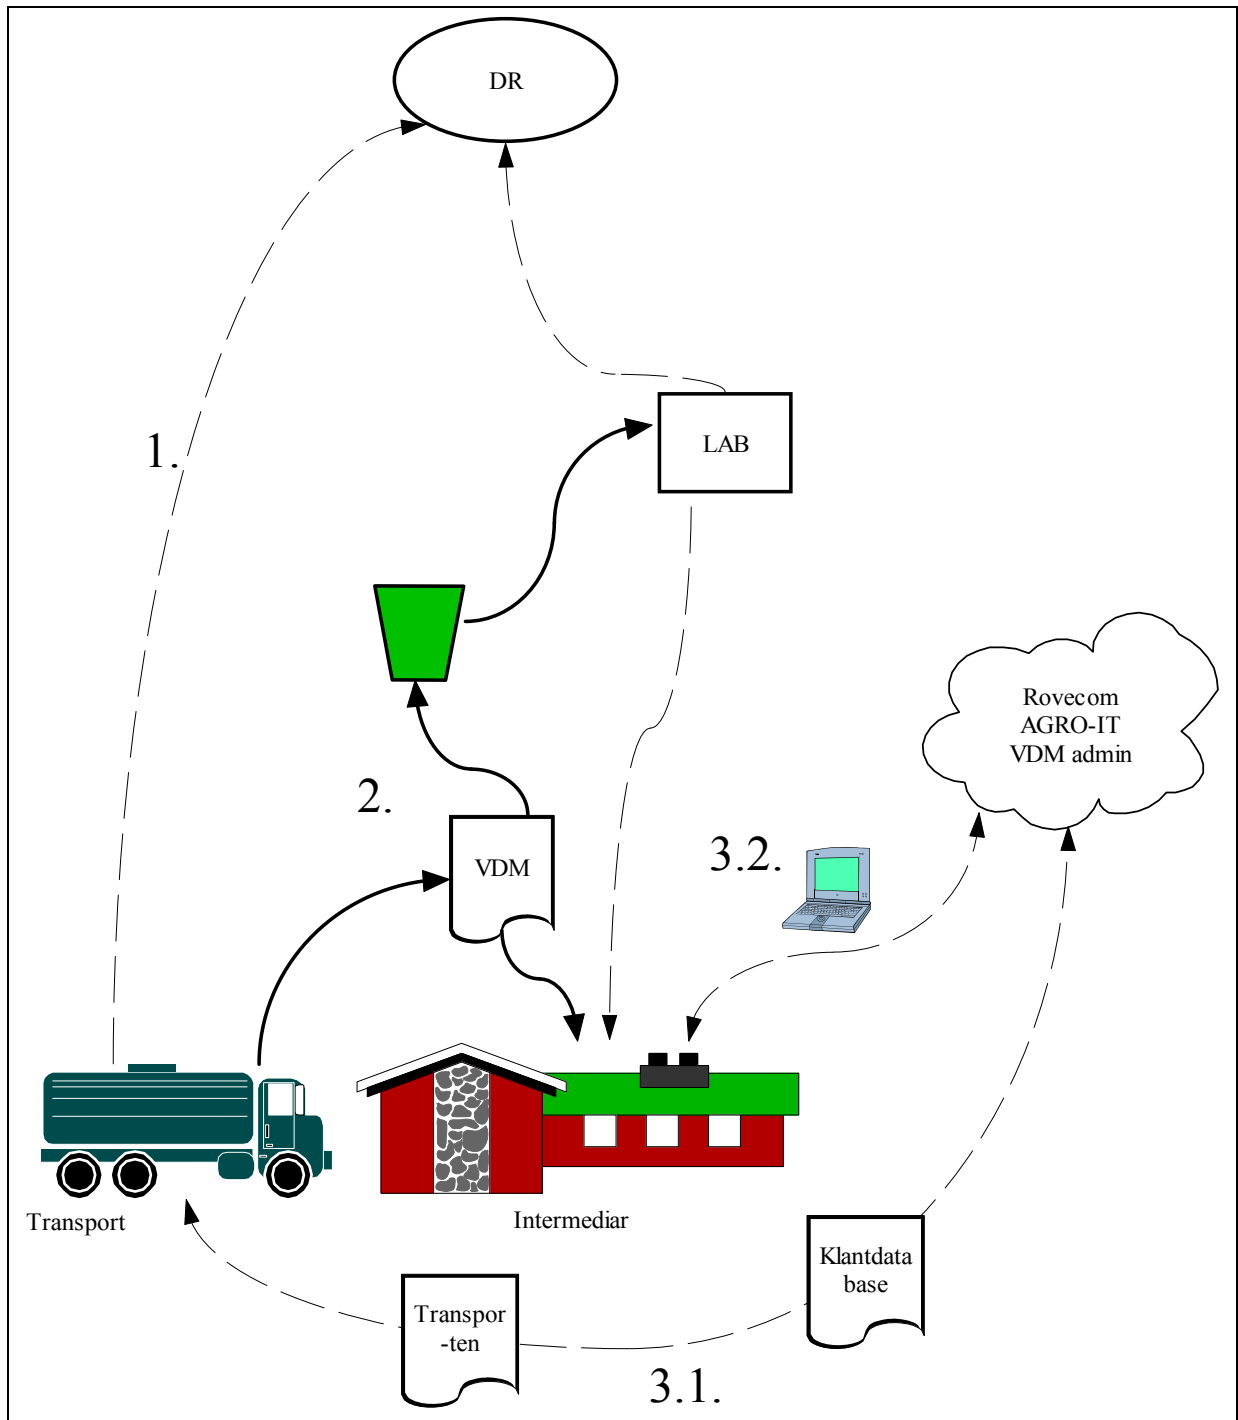 DR
1.
LAB
Rovecom
AGRO-IT
VDM admin
2.
VDM
3.2.
Transport
Intermediar
Klantdata
base
Transpor
-ten
3.1.